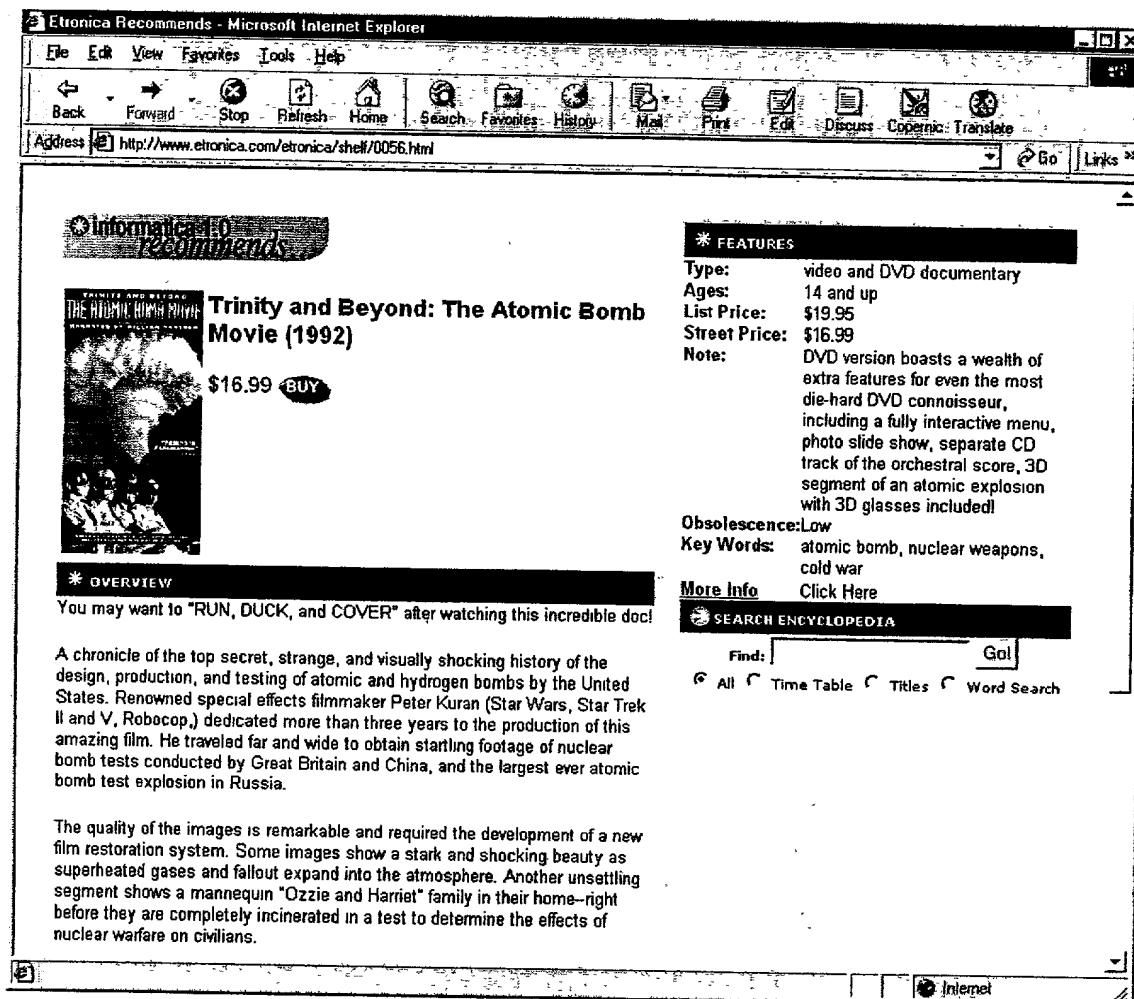 Etronica Recommends - Microsoft Internet Explorer
File Edit View Favorites Tools Help
Back Forward Stop Refresh Home Search Favorites History Mail Print Edit Discuss Copernic Translate
Address http://www.etronica.com/etronica/shelf/0056.html Go Links »
informatica 1.0
recommends...
TRINITY AND BEYOND
THE ATOMIC BOMB MOVIE
Trinity and Beyond: The Atomic Bomb
Movie (1992)
$16.99 BUY
* OVERVIEW
You may want to "RUN, DUCK, and COVER" after watching this incredible doc!
A chronicle of the top secret, strange, and visually shocking history of the
design, production, and testing of atomic and hydrogen bombs by the United
States. Renowned special effects filmmaker Peter Kuran (Star Wars, Star Trek
II and V, Robocop,) dedicated more than three years to the production of this
amazing film. He traveled far and wide to obtain startling footage of nuclear
bomb tests conducted by Great Britain and China, and the largest ever atomic
bomb test explosion in Russia.
The quality of the images is remarkable and required the development of a new
film restoration system. Some images show a stark and shocking beauty as
superheated gases and fallout expand into the atmosphere. Another unsettling
segment shows a mannequin "Ozzie and Harriet" family in their home--right
before they are completely incinerated in a test to determine the effects of
nuclear warfare on civilians.
* FEATURES
Type: video and DVD documentary
Ages: 14 and up
List Price: $19.95
Street Price: $16.99
Note: DVD version boasts a wealth of
extra features for even the most
die-hard DVD connoisseur,
including a fully interactive menu,
photo slide show, separate CD
track of the orchestral score, 3D
segment of an atomic explosion
with 3D glasses included!
Obsolescence: Low
Key Words: atomic bomb, nuclear weapons,
cold war
More Info Click Here
SEARCH ENCYCLOPEDIA
Find: Go!
All Time Table Titles Word Search
Internet